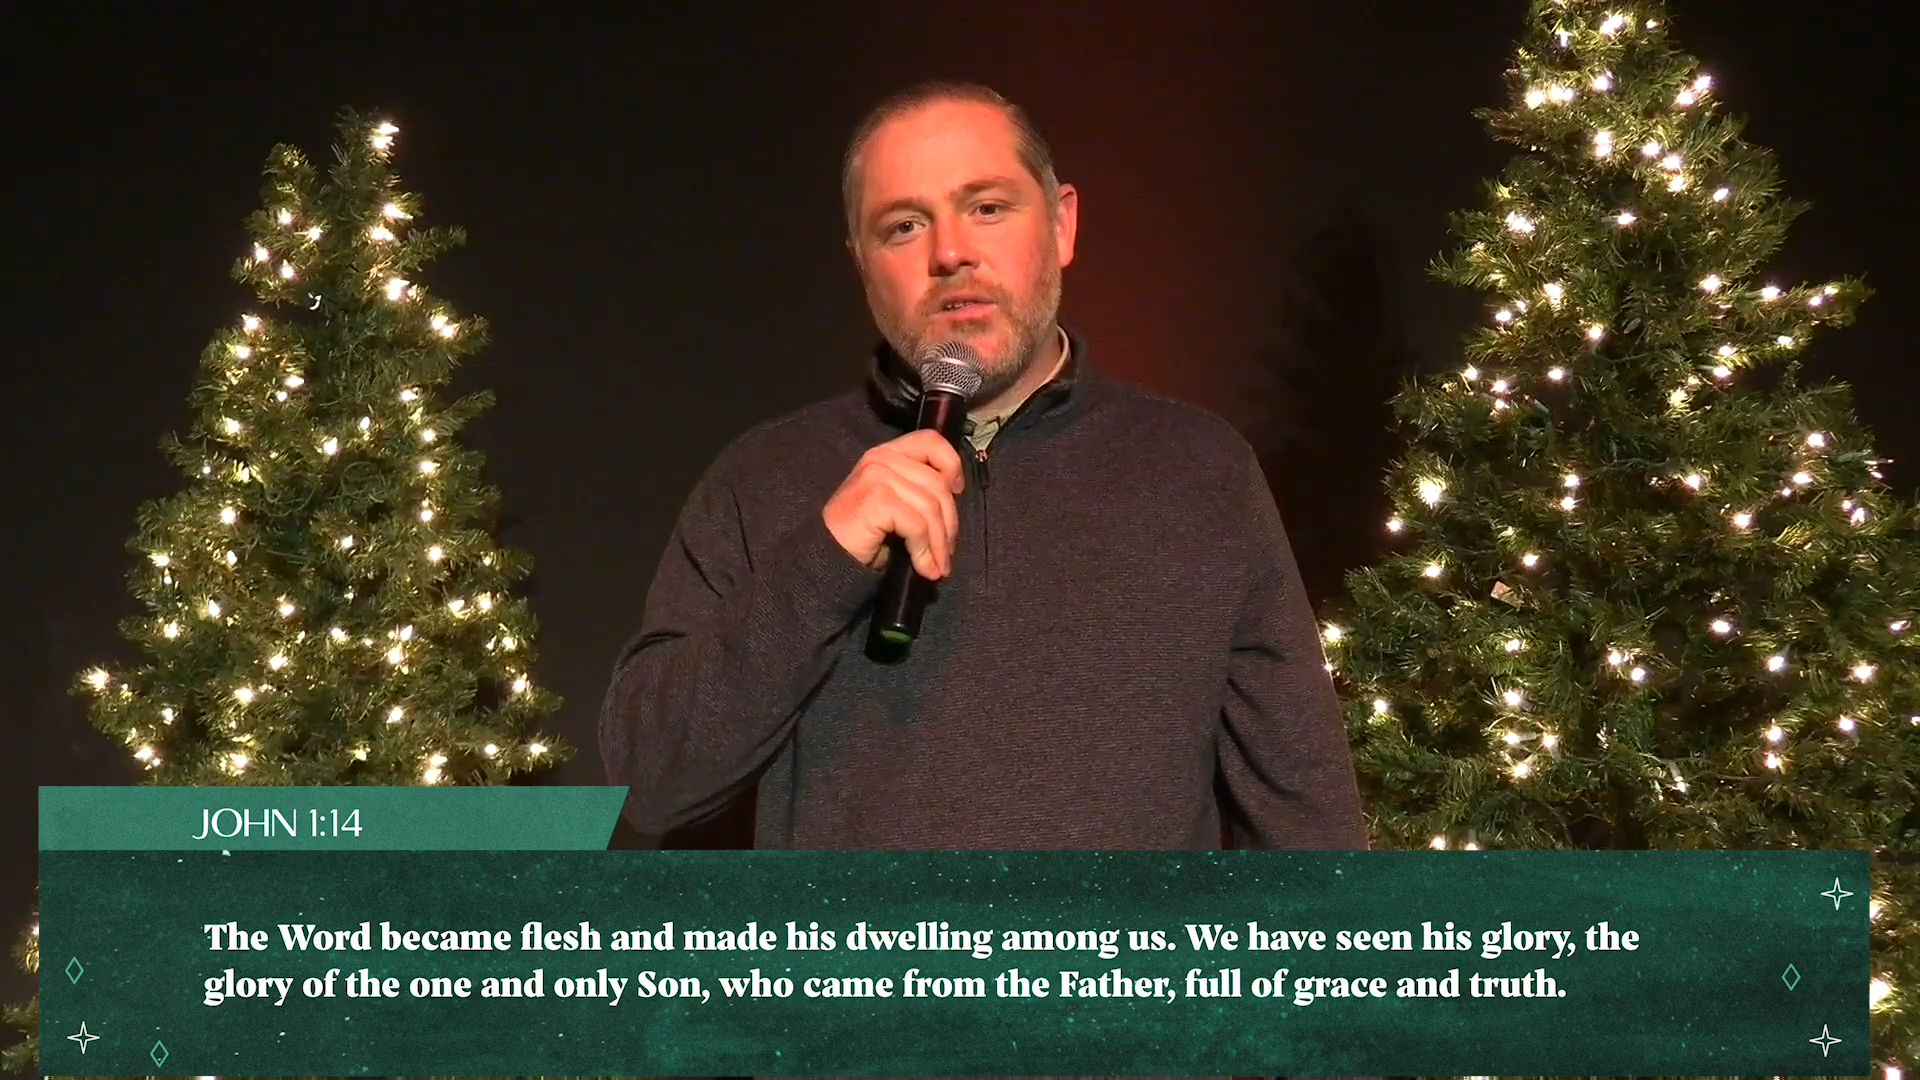 JOHN 1:14
The Word became flesh and made his dwelling among us. We have seen his glory, the
glory of the one and only Son, who came from the Father, full of grace and truth.